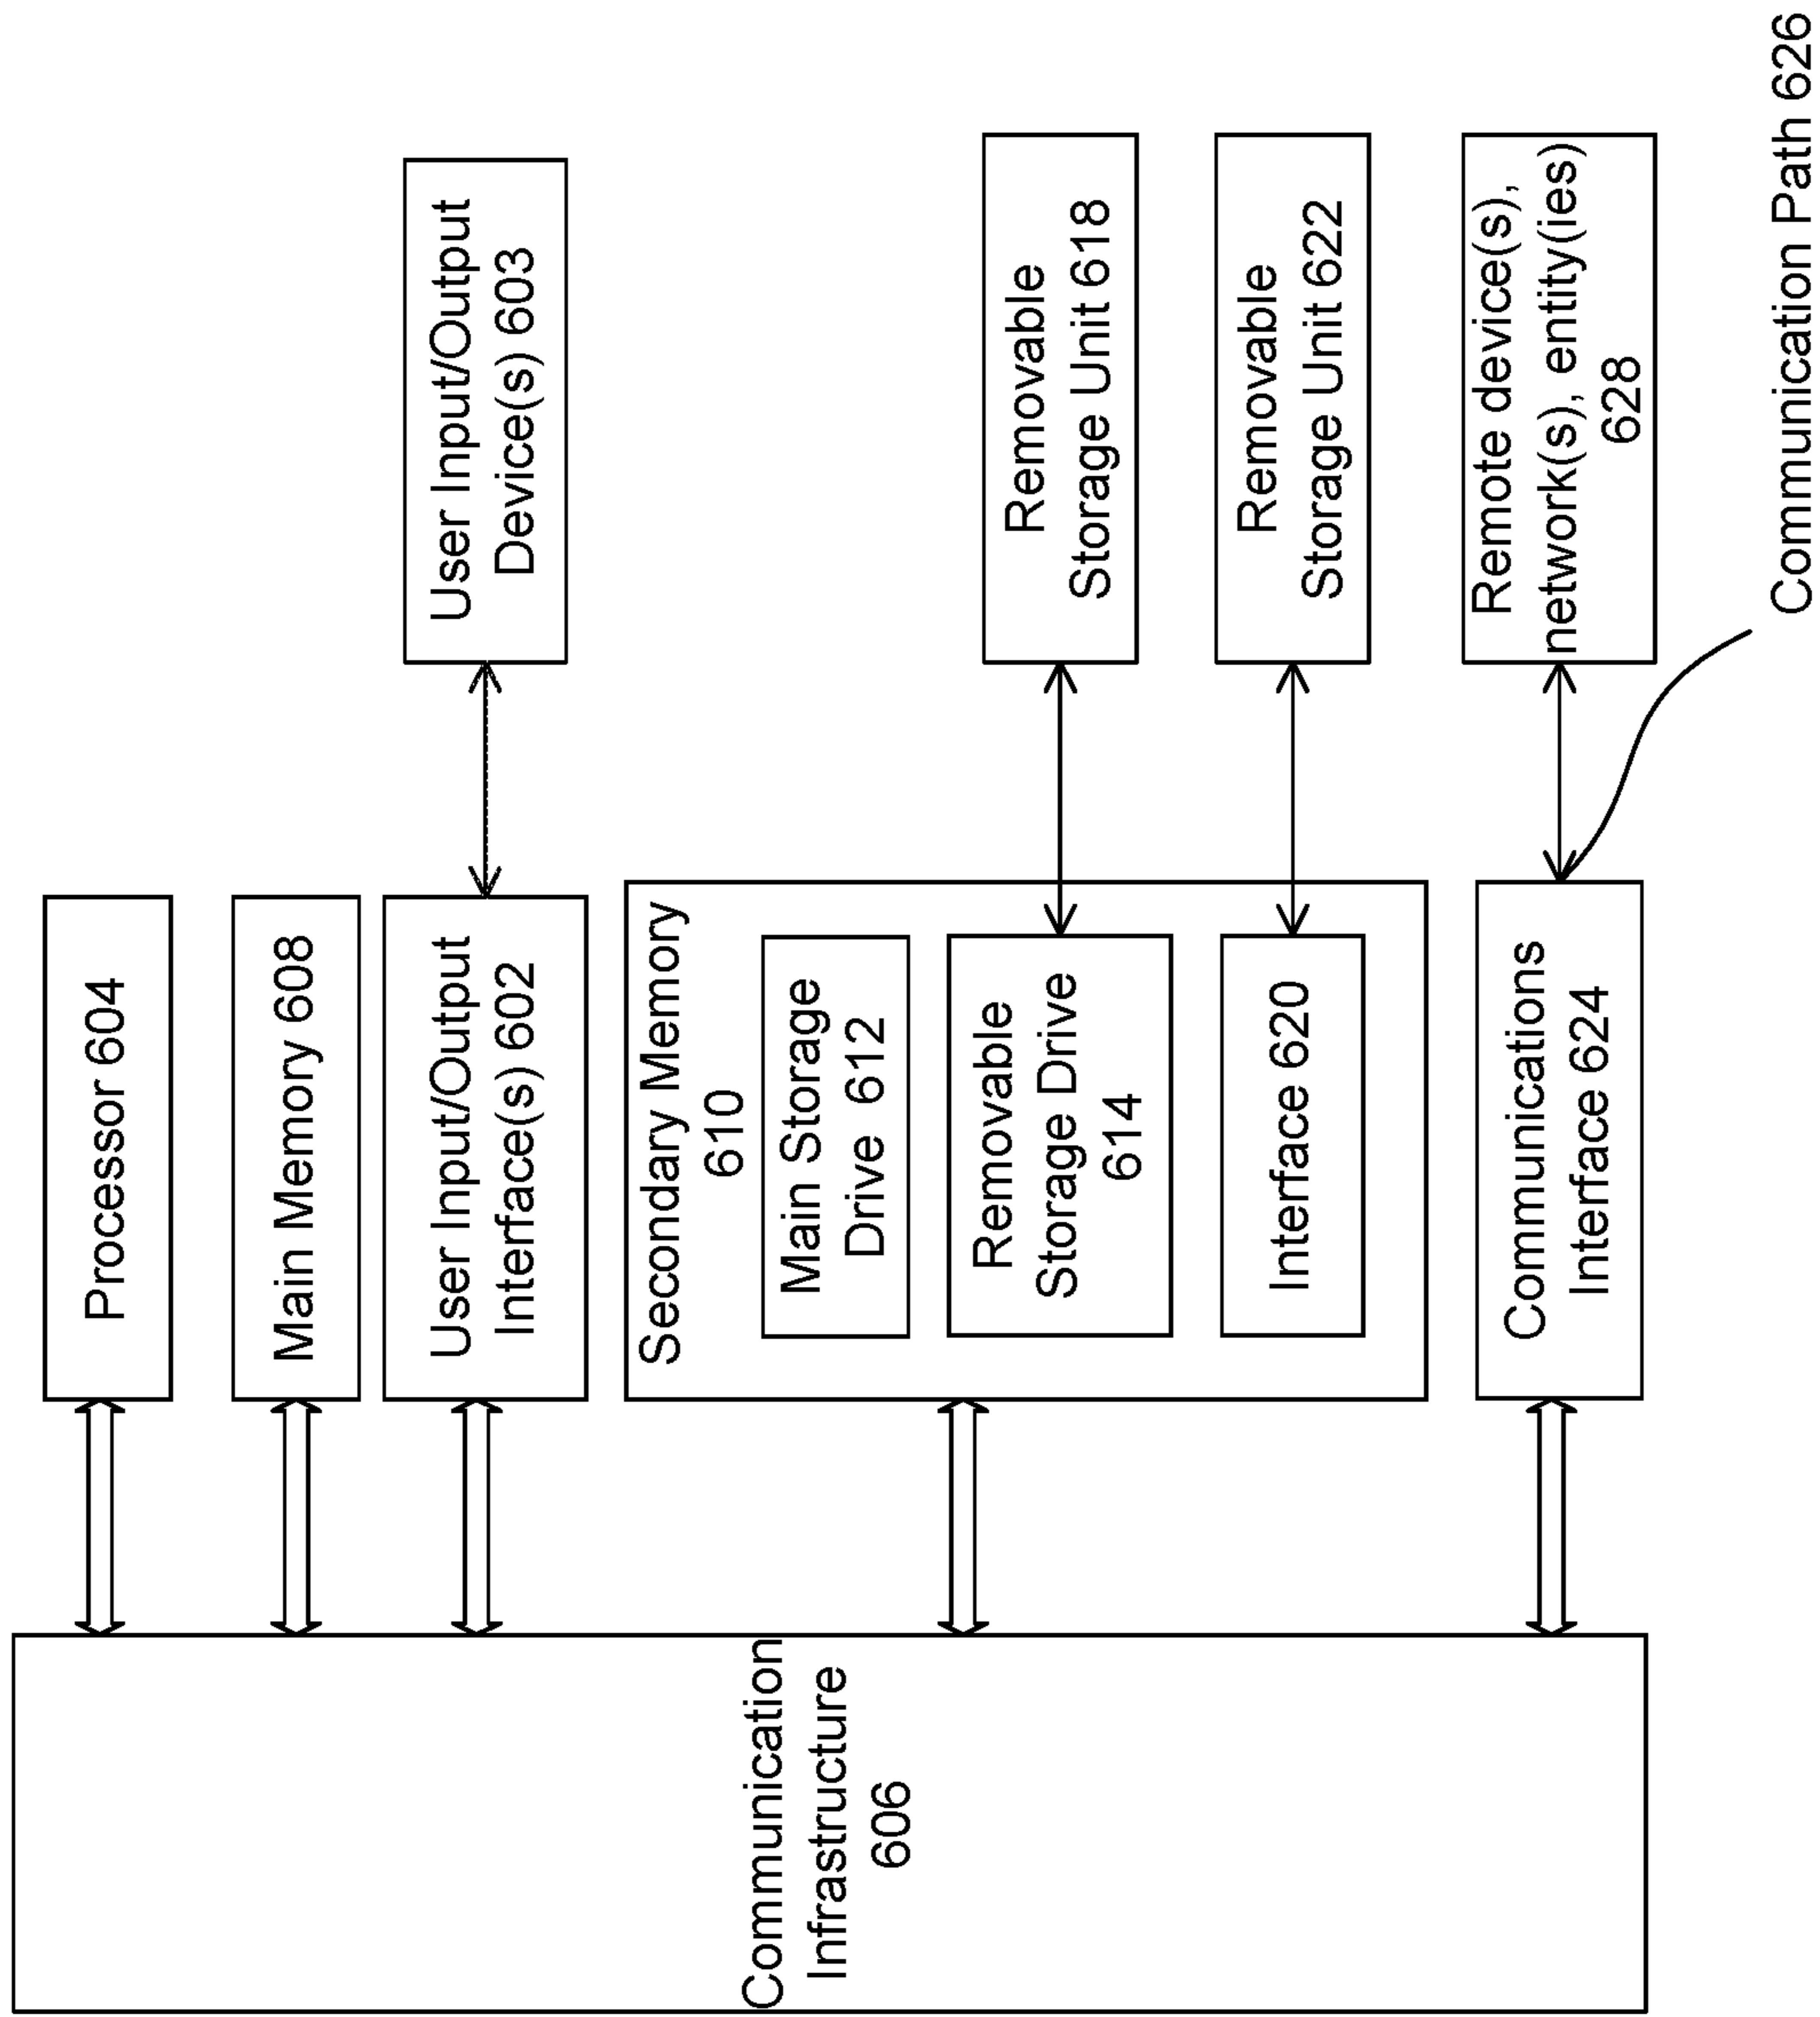 Processor 604
Main Memory 608
User Input/Output
Interface(s) 602
User Input/Output
Device(s) 603
Secondary Memory
610
Main Storage
Drive 612
Removable
Storage Drive
614
Removable
Storage Unit 618
Interface 620
Removable
Storage Unit 622
Communications
Interface 624
Remote device(s),
network(s), entity(ies)
628
Communication Path 626
Communication
Infrastructure
606